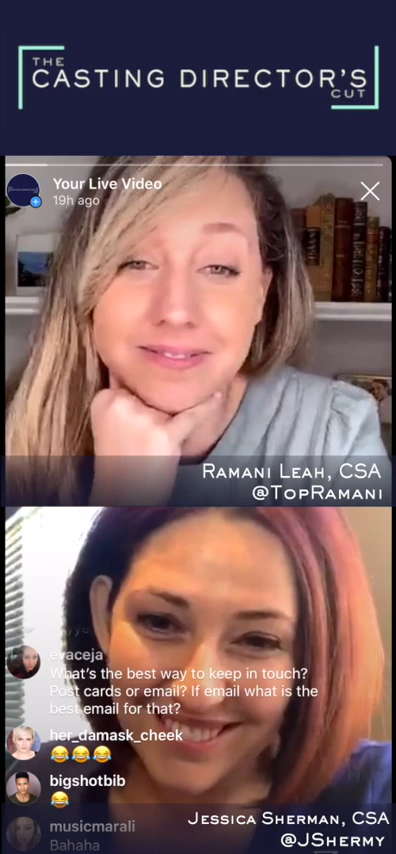 THE
CASTING DIRECTOR'S
CUT
Your Live Video
19h ago
RAMANI LEAH, CSA
@TOPRAMANI
evaceja
What's the best way to keep in touch?
Post cards or email? If email what is the
best email for that?
her_damask_cheek
😂😂😂
bigshotbib
😂
JESSICA SHERMAN, CSA
musicmarali
@JSHERMY
Bahaha